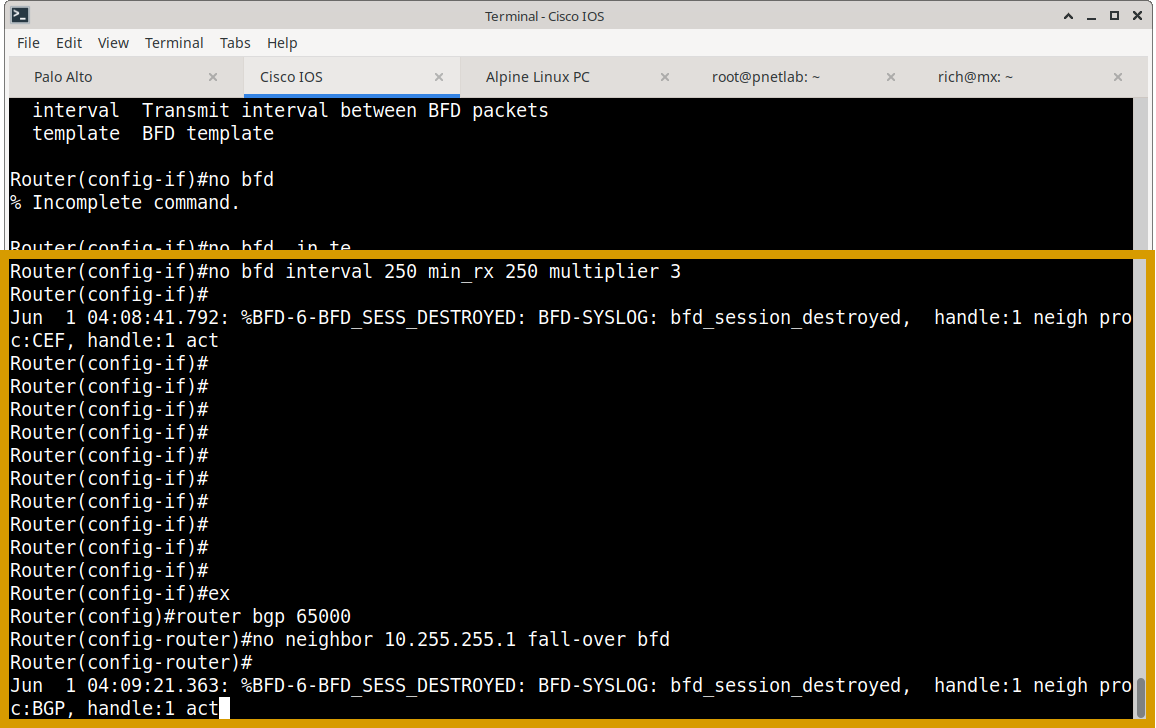 Terminal - Cisco IOS
File Edit View Terminal Tabs Help
Palo Alto Cisco IOS Alpine Linux PC root@pnetlab: ~ rich@mx: ~
interval Transmit interval between BFD packets
template BFD template
Router(config-if)#no bfd
% Incomplete command.
Router(config-if)#no bfd in te
Router(config-if)#no bfd interval 250 min_rx 250 multiplier 3
Router(config-if)#
Jun 1 04:08:41.792: %BFD-6-BFD_SESS_DESTROYED: BFD-SYSLOG: bfd_session_destroyed, handle:1 neigh pro
c:CEF, handle:1 act
Router(config-if)#
Router(config-if)#
Router(config-if)#
Router(config-if)#
Router(config-if)#
Router(config-if)#
Router(config-if)#
Router(config-if)#
Router(config-if)#
Router(config-if)#
Router(config-if)#ex
Router(config)#router bgp 65000
Router(config-router)#no neighbor 10.255.255.1 fall-over bfd
Router(config-router)#
Jun 1 04:09:21.363: %BFD-6-BFD_SESS_DESTROYED: BFD-SYSLOG: bfd_session_destroyed, handle:1 neigh pro
c:BGP, handle:1 act